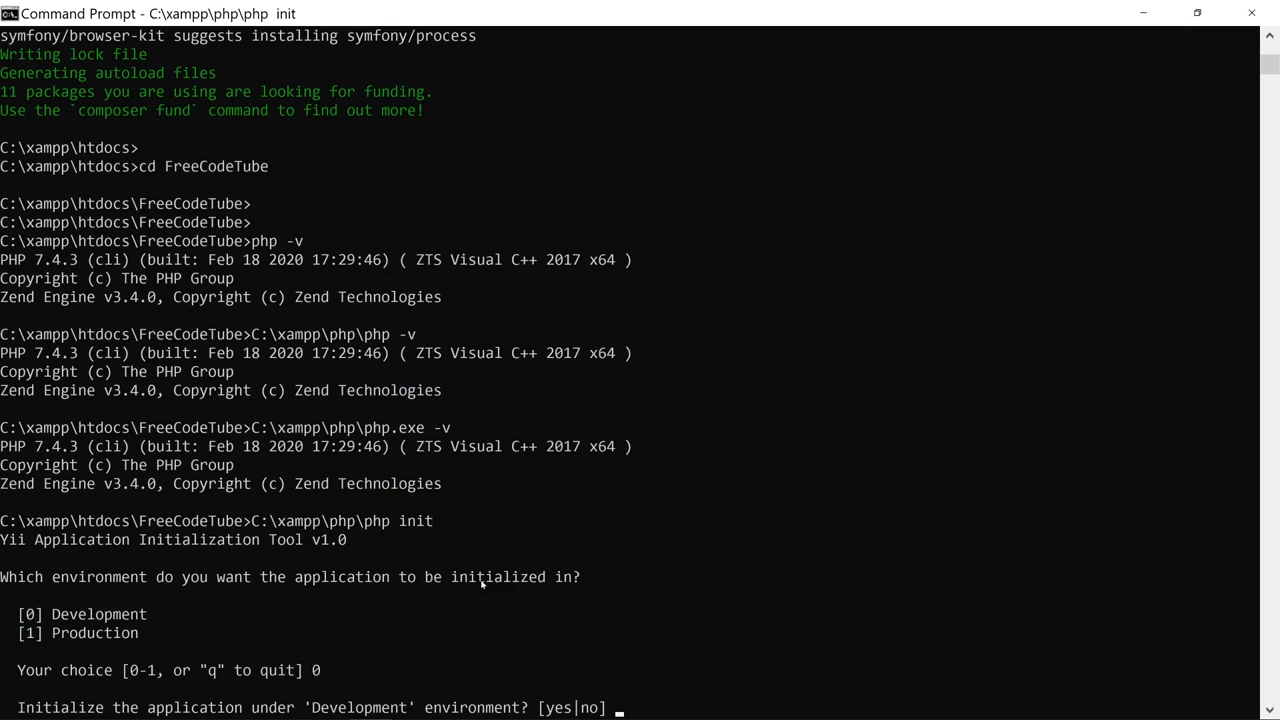 Command Prompt - C:\xampp\php\php  init
symfony/browser-kit suggests installing symfony/process
Writing lock file
Generating autoload files
11 packages you are using are looking for funding.
Use the `composer fund` command to find out more!
C:\xampp\htdocs>
C:\xampp\htdocs>cd FreeCodeTube
C:\xampp\htdocs\FreeCodeTube>
C:\xampp\htdocs\FreeCodeTube>
C:\xampp\htdocs\FreeCodeTube>php -v
PHP 7.4.3 (cli) (built: Feb 18 2020 17:29:46) ( ZTS Visual C++ 2017 x64 )
Copyright (c) The PHP Group
Zend Engine v3.4.0, Copyright (c) Zend Technologies
C:\xampp\htdocs\FreeCodeTube>C:\xampp\php\php -v
PHP 7.4.3 (cli) (built: Feb 18 2020 17:29:46) ( ZTS Visual C++ 2017 x64 )
Copyright (c) The PHP Group
Zend Engine v3.4.0, Copyright (c) Zend Technologies
C:\xampp\htdocs\FreeCodeTube>C:\xampp\php\php.exe -v
PHP 7.4.3 (cli) (built: Feb 18 2020 17:29:46) ( ZTS Visual C++ 2017 x64 )
Copyright (c) The PHP Group
Zend Engine v3.4.0, Copyright (c) Zend Technologies
C:\xampp\htdocs\FreeCodeTube>C:\xampp\php\php init
Yii Application Initialization Tool v1.0
Which environment do you want the application to be initialized in?
[0] Development
[1] Production
Your choice [0-1, or "q" to quit] 0
Initialize the application under 'Development' environment? [yes|no] _